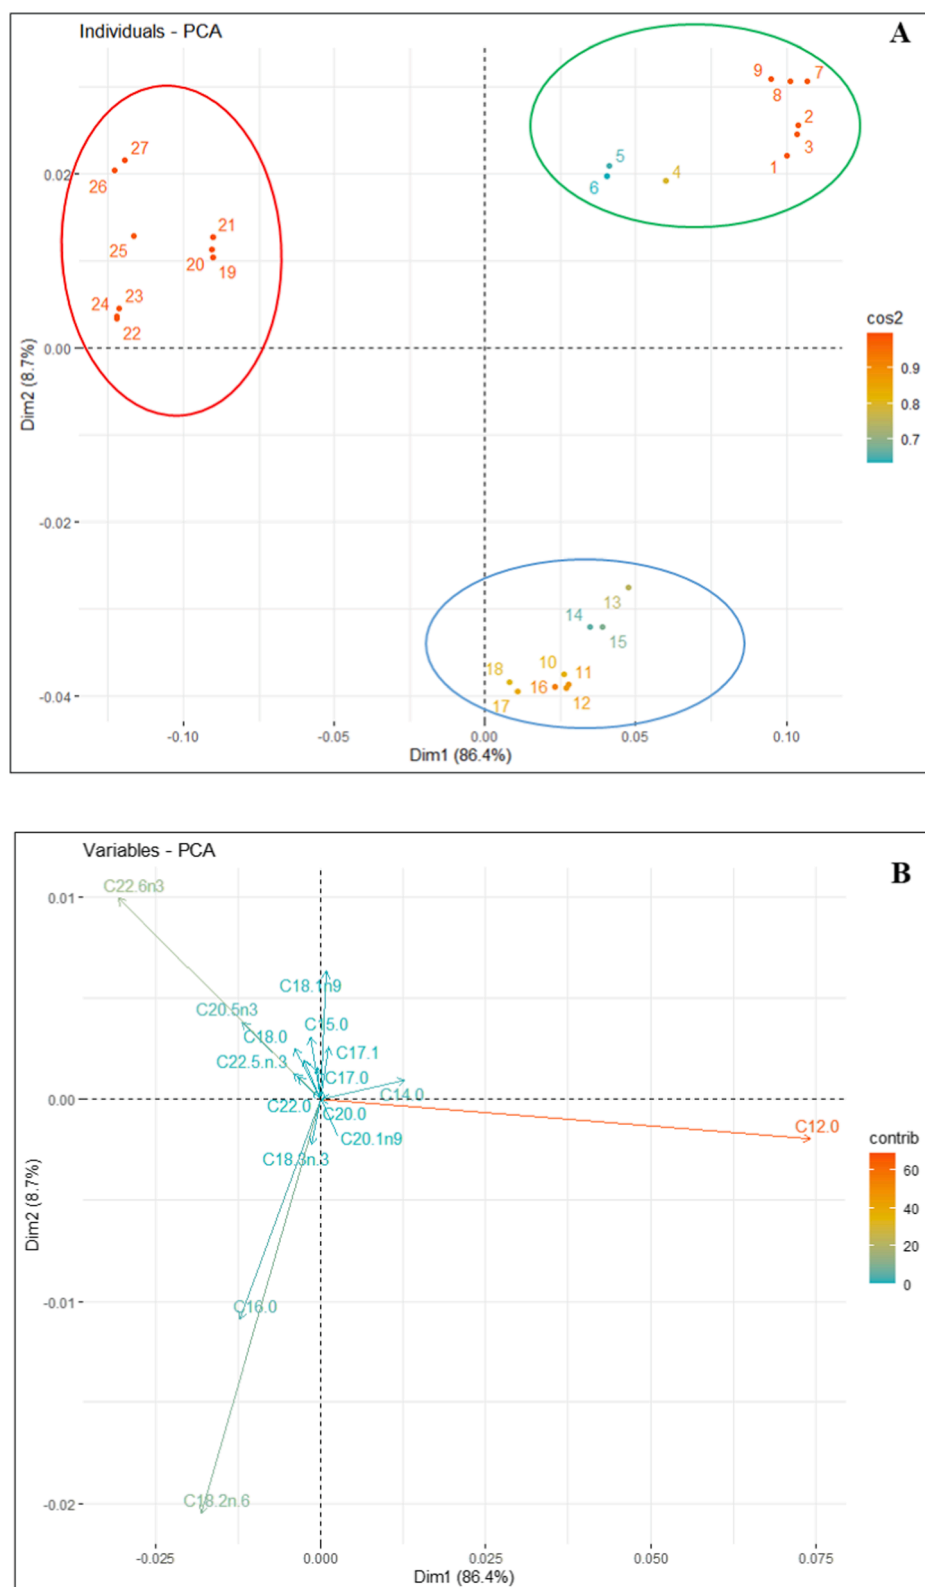 Individuals - PCA
A
9
7
8
2
3
1
5
6
4
27
26
25
21
20
19
24
23
22
0.02
0.00
-0.02
-0.04
Dim2 (8.7%)
cos2
0.9
0.8
0.7
13
14
15
10
11
18
16
12
17
-0.10
-0.05
0.00
0.05
0.10
Dim1 (86.4%)
Variables - PCA
B
C22.6n3
0.01
C18.1n9
C20.5n3
C15.0
C18.0
C17.1
C22.5.n.3
C17.0
C14.0
0.00
C22.0
C20.0
C12.0
C20.1n9
C18.3n.3
contrib
60
40
20
0
Dim2 (8.7%)
-0.01
C16.0
C18.2n.6
-0.02
-0.025
0.000
0.025
0.050
0.075
Dim1 (86.4%)